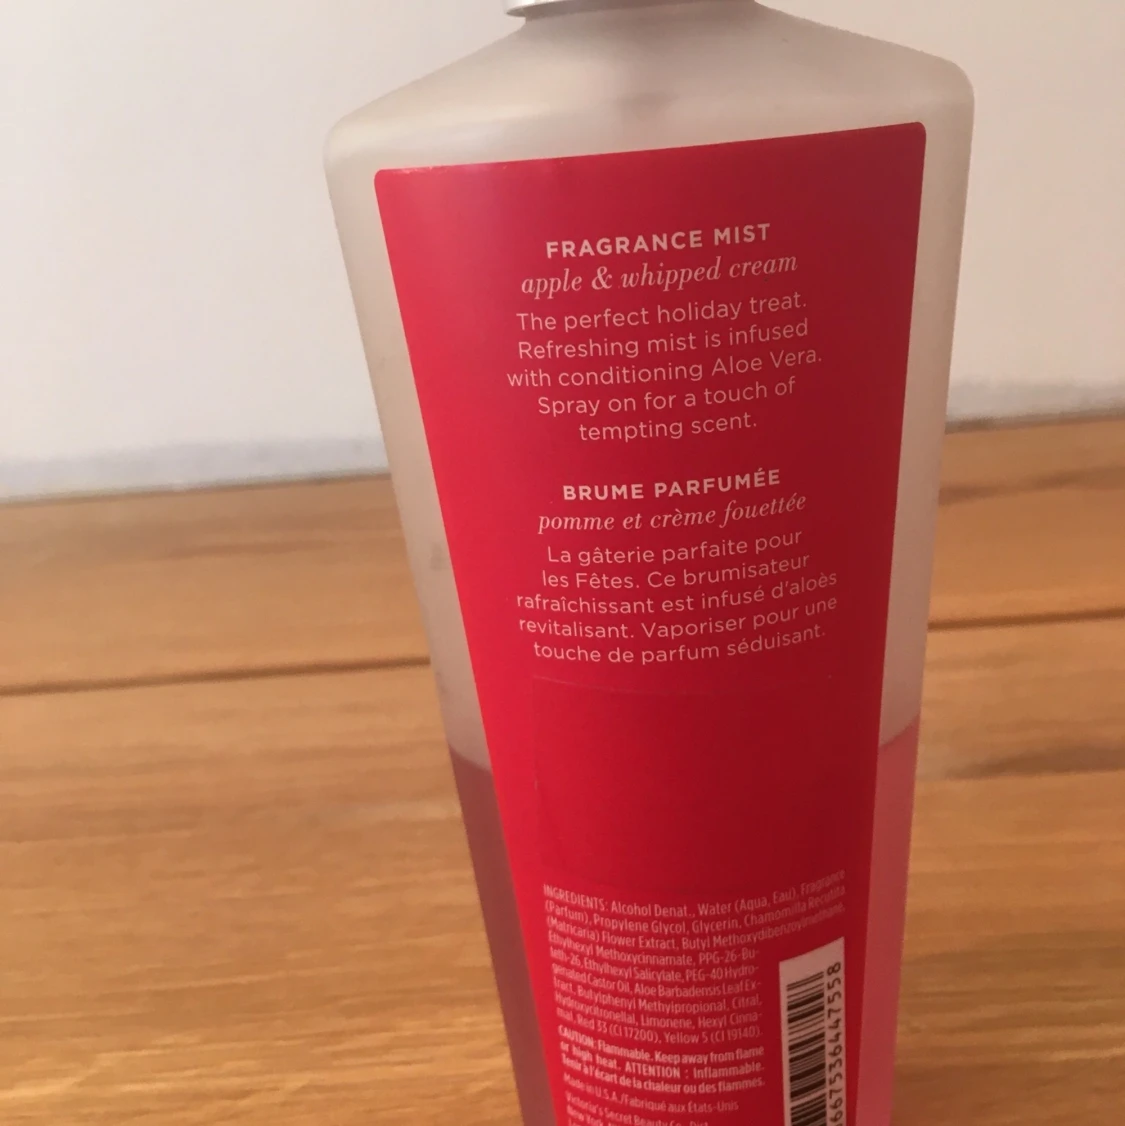 FRAGRANCE MIST
apple & whipped cream
The perfect holiday treat.
Refreshing mist is infused
with conditioning Aloe Vera.
Spray on for a touch of
tempting scent.
BRUME PARFUMÉE
pomme et crème fouettée
La gâterie parfaite pour
les Fêtes. Ce brumisateur
rafraîchissant est infusé d'aloès
revitalisant. Vaporiser pour une
touche de parfum séduisant.
INGREDIENTS: Alcohol Denat., Water (Aqua, Eau), Fragrance
(Parfum), Propylene Glycol, Glycerin, Chamomilla Recutita
(Matricaria) Flower Extract, Butyl Methoxydibenzoylmethane,
Ethylhexyl Methoxycinnamate, PPG-26-Bu-
teth-26, Ethylhexyl Salicylate, PEG-40 Hydro-
genated Castor Oil, Aloe Barbadensis Leaf Ex-
tract, Butylphenyl Methylpropional, Citral,
Hydroxycitronellal, Limonene, Hexyl Cinna-
mal, Red 33 (CI 17200), Yellow 5 (CI 19140).
CAUTION: Flammable. Keep away from flame
or high heat. ATTENTION : Inflammable.
Tenir à l'écart de la chaleur ou des flammes.
Made in U.S.A./Fabriqué aux États-Unis
Victoria's Secret Beauty Co., Dist.
New York,
667536447558